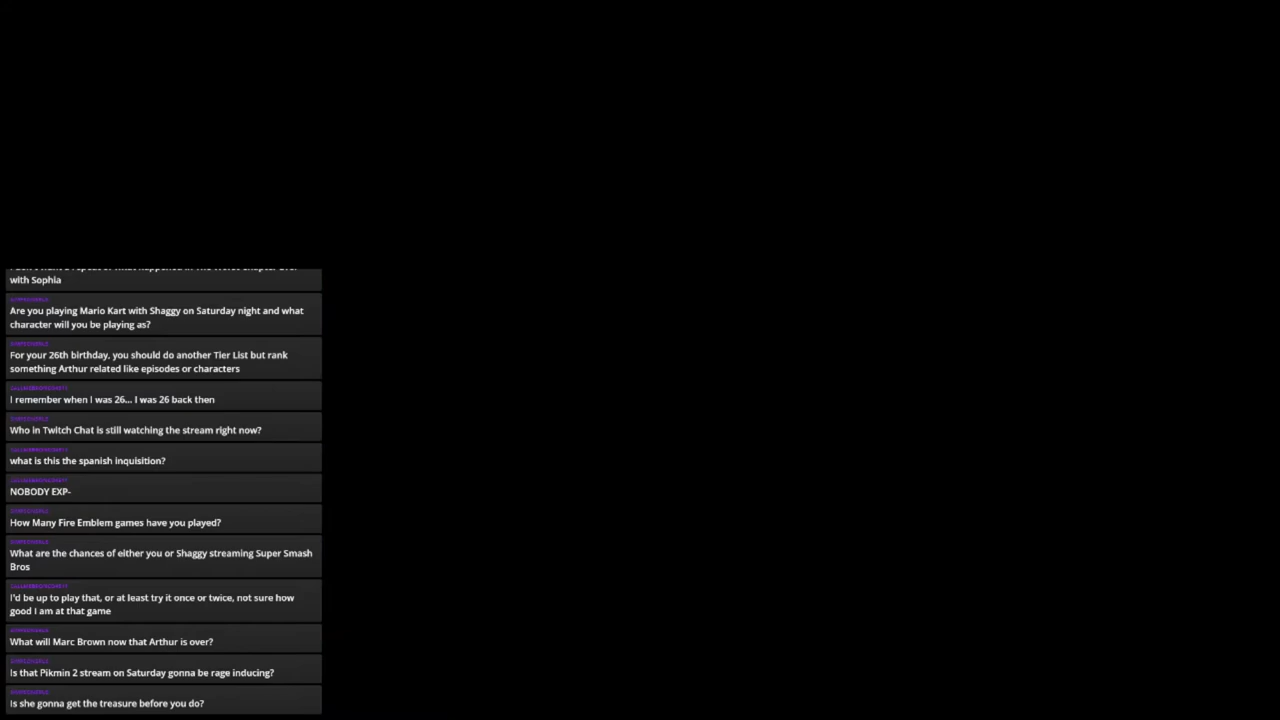 with Sophia
Are you playing Mario Kart with Shaggy on Saturday night and what
character will you be playing as?
For your 26th birthday, you should do another Tier List but rank
something Arthur related like episodes or characters
I remember when I was 26... I was 26 back then
Who in Twitch Chat is still watching the stream right now?
what is this the spanish inquisition?
NOBODY EXP-
How Many Fire Emblem games have you played?
What are the chances of either you or Shaggy streaming Super Smash
Bros
I'd be up to play that, or at least try it once or twice, not sure how
good I am at that game
What will Marc Brown now that Arthur is over?
Is that Pikmin 2 stream on Saturday gonna be rage inducing?
Is she gonna get the treasure before you do?